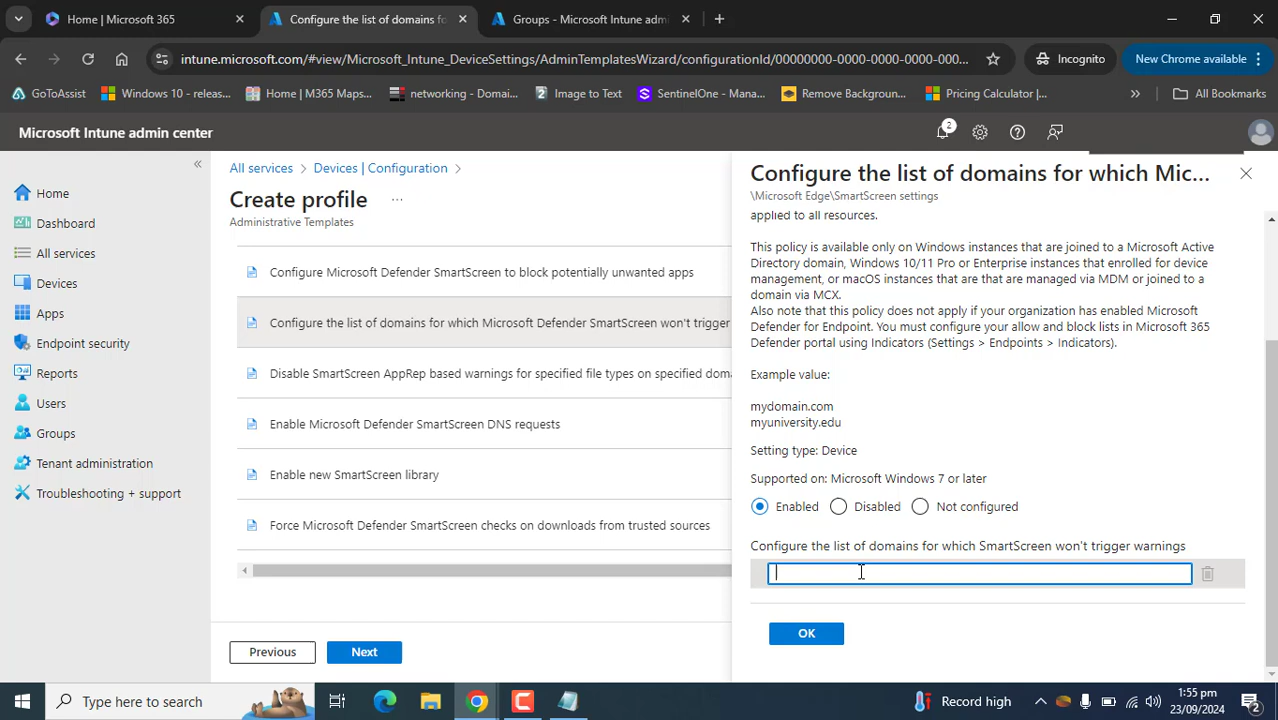 Home | Microsoft 365
Configure the list of domains fo
Groups - Microsoft Intune admi
intune.microsoft.com/#view/Microsoft_Intune_DeviceSettings/AdminTemplatesWizard/configurationId/00000000-0000-0000-0000-000...
Incognito
New Chrome available
GoToAssist
Windows 10 - releas...
Home | M365 Maps...
networking - Domai...
Image to Text
SentinelOne - Mana...
Remove Backgroun...
Pricing Calculator |...
All Bookmarks
Microsoft Intune admin center
2
Home
Dashboard
All services
Devices
Apps
Endpoint security
Reports
Users
Groups
Tenant administration
Troubleshooting + support
All services
Devices | Configuration
Create profile
Administrative Templates
Configure Microsoft Defender SmartScreen to block potentially unwanted apps
Configure the list of domains for which Microsoft Defender SmartScreen won't trigger
Disable SmartScreen AppRep based warnings for specified file types on specified doma
Enable Microsoft Defender SmartScreen DNS requests
Enable new SmartScreen library
Force Microsoft Defender SmartScreen checks on downloads from trusted sources
Previous
Next
Configure the list of domains for which Mic...
\Microsoft Edge\SmartScreen settings
applied to all resources.
This policy is available only on Windows instances that are joined to a Microsoft Active
Directory domain, Windows 10/11 Pro or Enterprise instances that enrolled for device
management, or macOS instances that are that are managed via MDM or joined to a
domain via MCX.
Also note that this policy does not apply if your organization has enabled Microsoft
Defender for Endpoint. You must configure your allow and block lists in Microsoft 365
Defender portal using Indicators (Settings > Endpoints > Indicators).
Example value:
mydomain.com
myuniversity.edu
Setting type: Device
Supported on: Microsoft Windows 7 or later
Enabled
Disabled
Not configured
Configure the list of domains for which SmartScreen won't trigger warnings
OK
Type here to search
Record high
1:55 pm
23/09/2024
2